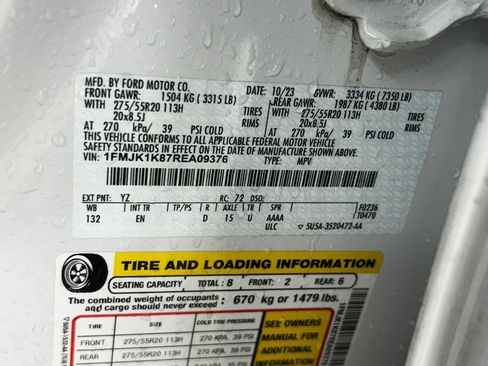 MFD. BY FORD MOTOR CO.
DATE: 10/23 GVWR: 3334 KG ( 7350 LB)
FRONT GAWR: 1504 KG ( 3315 LB) REAR GAWR: 1987 KG ( 4380 LB)
WITH 275/55R20 113H TIRES WITH 275/55R20 113H TIRES
20x8.5J RIMS 20x8.5J RIMS
AT 270 kPa/ 39 PSI COLD AT 270 kPa/ 39 PSI COLD
THIS VEHICLE CONFORMS TO ALL APPLICABLE FEDERAL MOTOR VEHICLE
SAFETY STANDARDS IN EFFECT ON THE DATE OF MANUFACTURE SHOWN ABOVE.
VIN: 1FMJK1K87REA09376 TYPE: MPV
EXT PNT: YZ RC: 72 DSO:
WB INT TR TP/PS R AXLE TR SPR F0236
132 EN D 15 U AAAA T0470
ULC ▽ 5U5A-3520472-AA
TIRE AND LOADING INFORMATION
SEATING CAPACITY TOTAL: 8 FRONT: 2 REAR: 6
The combined weight of occupants and cargo should never exceed: 670 kg or 1479 lbs.
TIRE SIZE COLD TIRE PRESSURE SEE OWNERS
FRONT 275/55R20 113H 270 KPA, 39 PSI MANUAL FOR
REAR 275/55R20 113H 270 KPA, 39 PSI ADDITIONAL